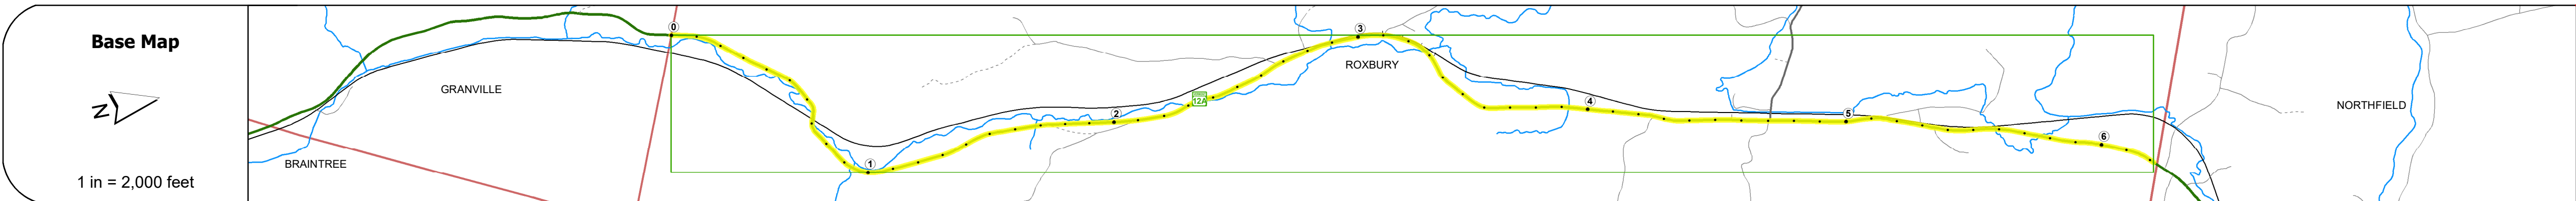 Base Map
N
1 in = 2,000 feet
BRAINTREE
GRANVILLE
0
1
2
12A
3
ROXBURY
4
5
6
NORTHFIELD